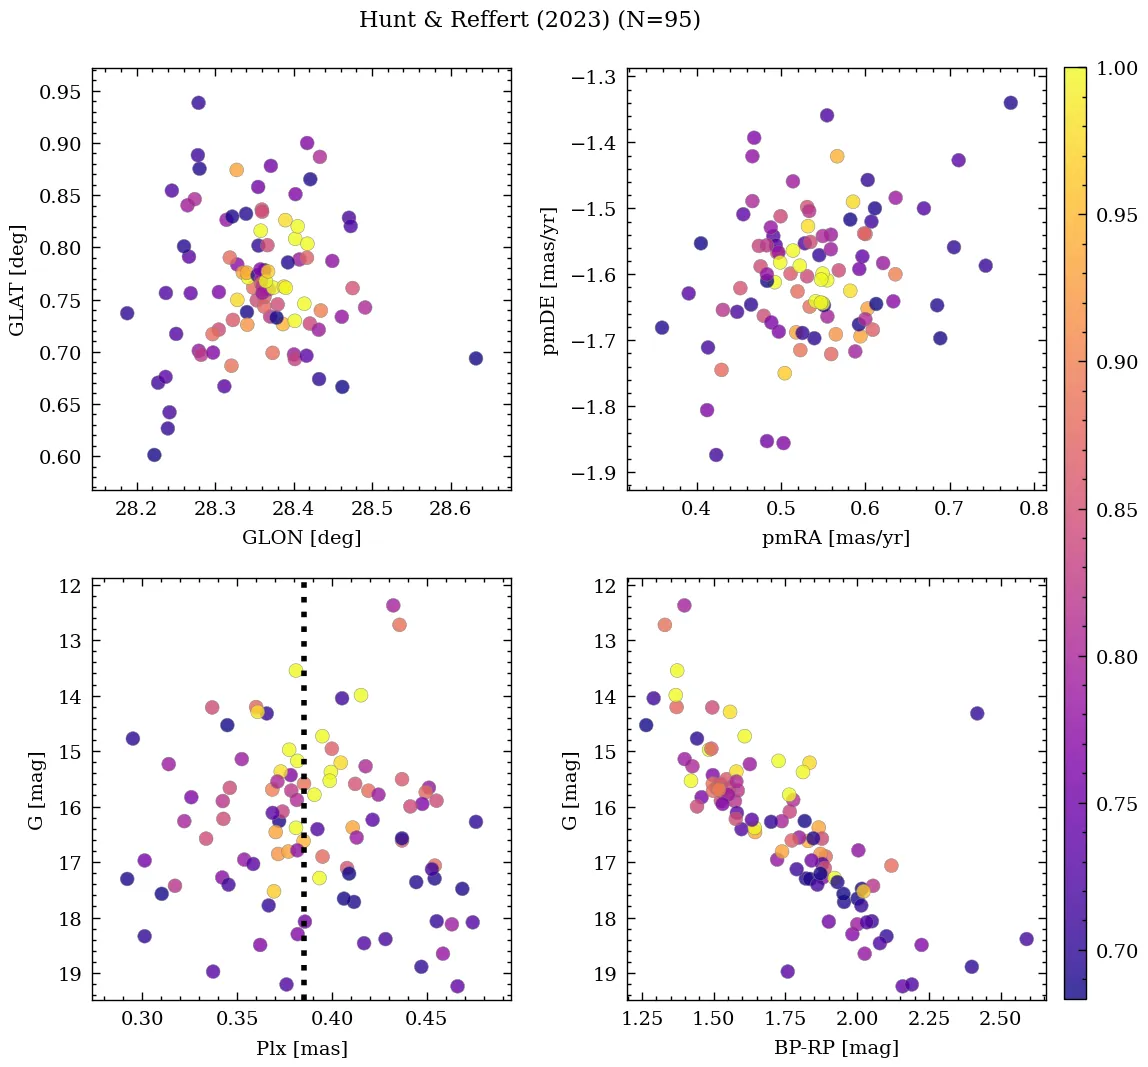 Hunt & Reffert (2023) (N=95)
0.95
0.90
0.85
0.80
0.75
0.70
0.65
0.60
GLAT [deg]
28.2 28.3 28.4 28.5 28.6
GLON [deg]
−1.3
−1.4
−1.5
−1.6
−1.7
−1.8
−1.9
pmDE [mas/yr]
0.4 0.5 0.6 0.7 0.8
pmRA [mas/yr]
12
13
14
15
16
17
18
19
G [mag]
0.30 0.35 0.40 0.45
Plx [mas]
12
13
14
15
16
17
18
19
G [mag]
1.25 1.50 1.75 2.00 2.25 2.50
BP-RP [mag]
1.00
0.95
0.90
0.85
0.80
0.75
0.70